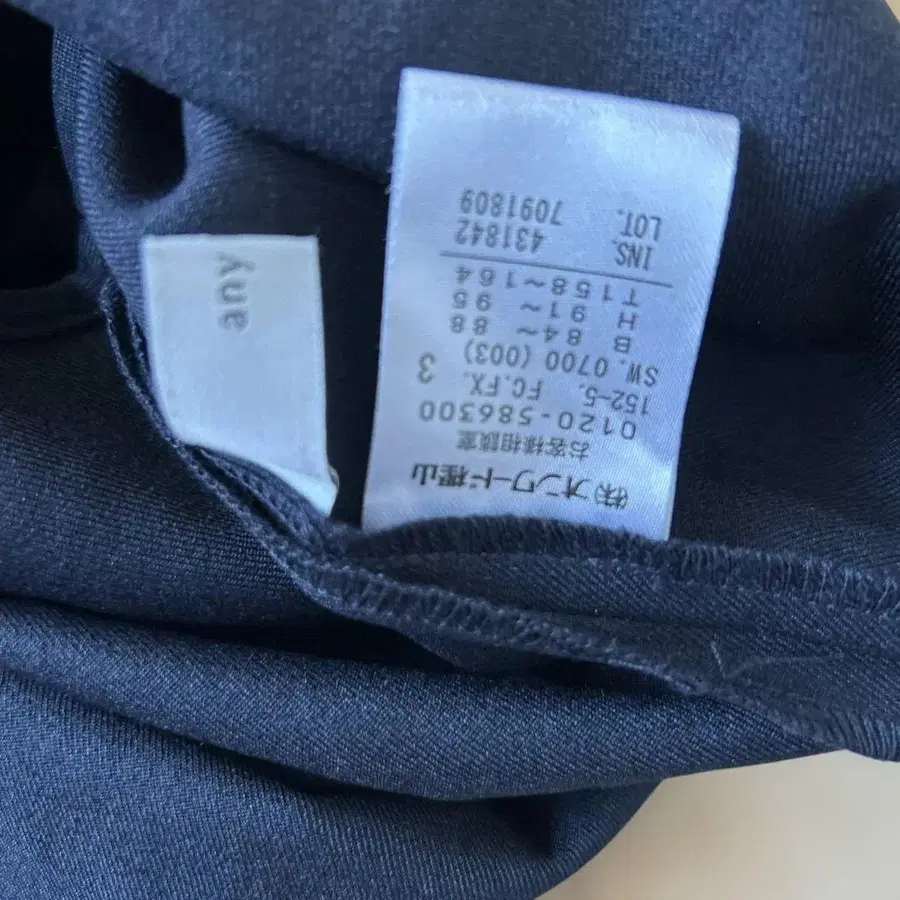 any
㈱オンワード樫山
お客様相談室
0120-586300
152-5. FC.FX. 3
SW.0700 (003)
B 84～ 88
H 91～ 95
T158～164
INS. 431842
LOT. 7091809